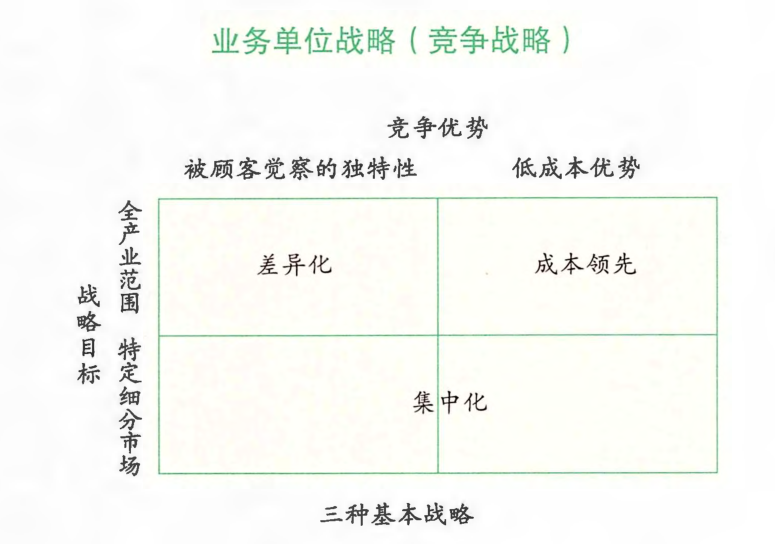 业务单位战略（竞争战略）
竞争优势
被顾客觉察的独特性 低成本优势
战略目标
全产业范围
差异化 成本领先
特定细分市场
集中化
三种基本战略